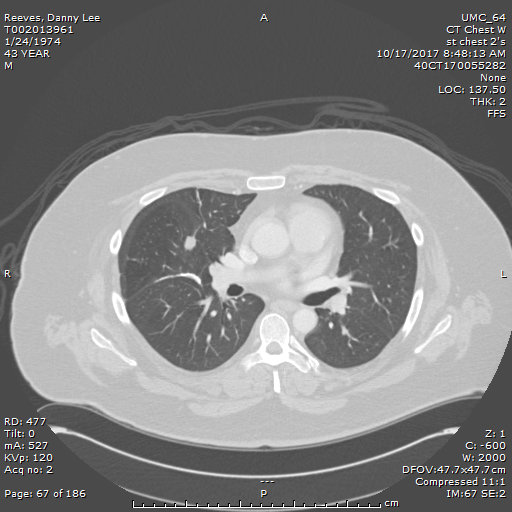 Reeves, Danny Lee
T002013961
1/24/1974
43 YEAR
M
A
UMC_64
CT Chest W
st chest 2's
10/17/2017 8:48:13 AM
40CT170055282
None
LOC: 137.50
THK: 2
FFS
R
L
RD: 477
Tilt: 0
mA: 527
KVp: 120
Acq no: 2
Page: 67 of 186
---
P
cm
Z: 1
C: -600
W: 2000
DFOV:47.7x47.7cm
Compressed 11:1
IM:67 SE:2